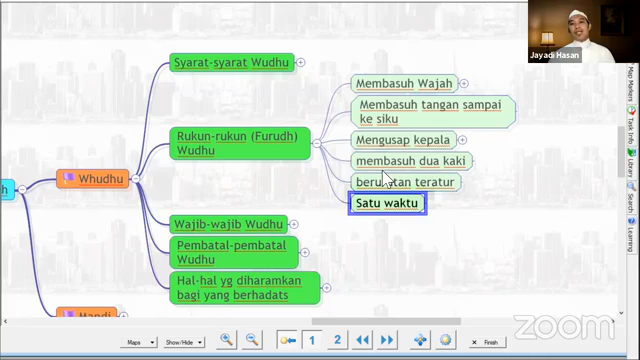 Jayadi Hasan
Syarat-syarat Wudhu
Membasuh Wajah
Membasuh tangan sampai
ke siku
Rukun-rukun (Furudh)
Wudhu
Mengusap kepala
membasuh dua kaki
h
Whudhu
berurutan teratur
Satu waktu
Wajib-wajib Wudhu
Pembatal-pembatal
Wudhu
Hal-hal yg diharamkan
bagi yang berhadats
Mandi
Map Markers
Task Info
Library
Search
Learning
zoom
Maps
Show/Hide
1
2
Finish